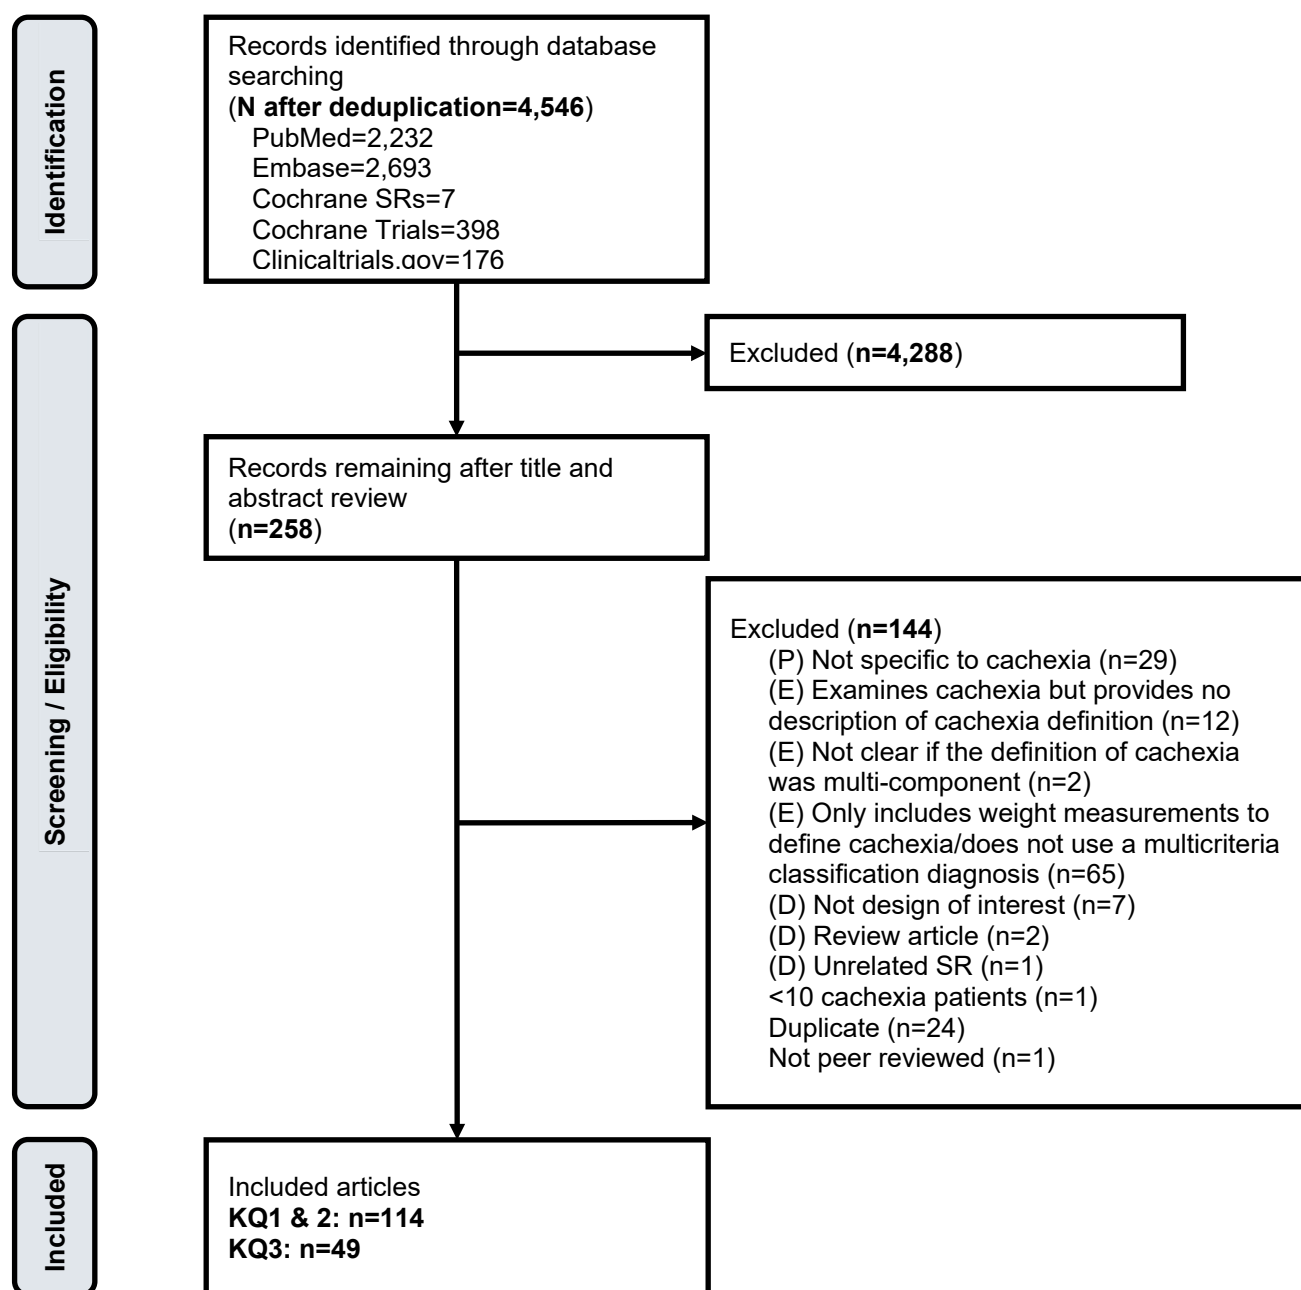 Identification
Records identified through database
searching
(N after deduplication=4,546)
PubMed=2,232
Embase=2,693
Cochrane SRs=7
Cochrane Trials=398
Clinicaltrials.gov=176
Screening / Eligibility
Excluded (n=4,288)
Records remaining after title and
abstract review
(n=258)
Excluded (n=144)
(P) Not specific to cachexia (n=29)
(E) Examines cachexia but provides no
description of cachexia definition (n=12)
(E) Not clear if the definition of cachexia
was multi-component (n=2)
(E) Only includes weight measurements to
define cachexia/does not use a multicriteria
classification diagnosis (n=65)
(D) Not design of interest (n=7)
(D) Review article (n=2)
(D) Unrelated SR (n=1)
<10 cachexia patients (n=1)
Duplicate (n=24)
Not peer reviewed (n=1)
Included
Included articles
KQ1 & 2: n=114
KQ3: n=49